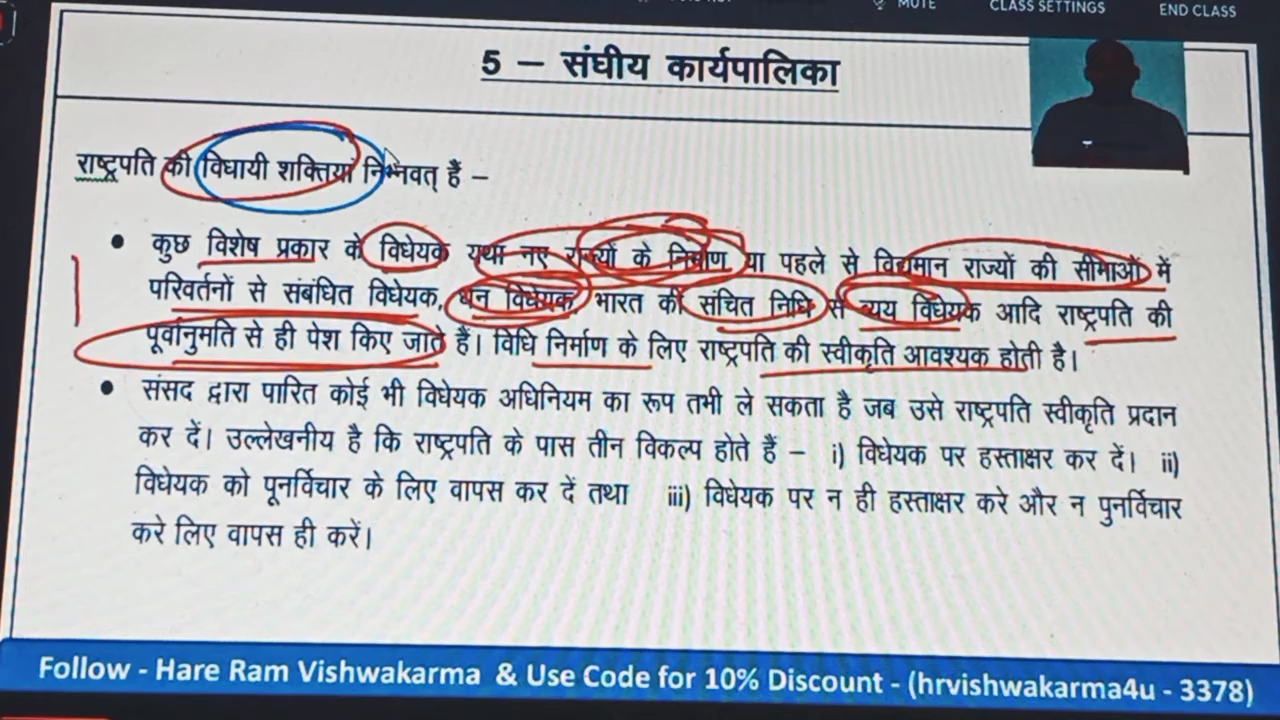 MUTE CLASS SETTINGS END CLASS
5 – संघीय कार्यपालिका
राष्ट्रपति की विधायी शक्तियां निम्नवत् हैं –
• कुछ विशेष प्रकार के विधेयक यथा नए राज्यों के निर्माण या पहले से विद्यमान राज्यों की सीमाओं में
परिवर्तनों से संबंधित विधेयक, धन विधेयक, भारत की संचित निधि से व्यय विधेयक आदि राष्ट्रपति की
पूर्वानुमति से ही पेश किए जाते हैं। विधि निर्माण के लिए राष्ट्रपति की स्वीकृति आवश्यक होती है।
• संसद द्वारा पारित कोई भी विधेयक अधिनियम का रूप तभी ले सकता है जब उसे राष्ट्रपति स्वीकृति प्रदान
कर दें। उल्लेखनीय है कि राष्ट्रपति के पास तीन विकल्प होते हैं – i) विधेयक पर हस्ताक्षर कर दें। ii)
विधेयक को पूनर्विचार के लिए वापस कर दें तथा iii) विधेयक पर न ही हस्ताक्षर करे और न पुनर्विचार
करे लिए वापस ही करें।
Follow - Hare Ram Vishwakarma & Use Code for 10% Discount - (hrvishwakarma4u - 3378)